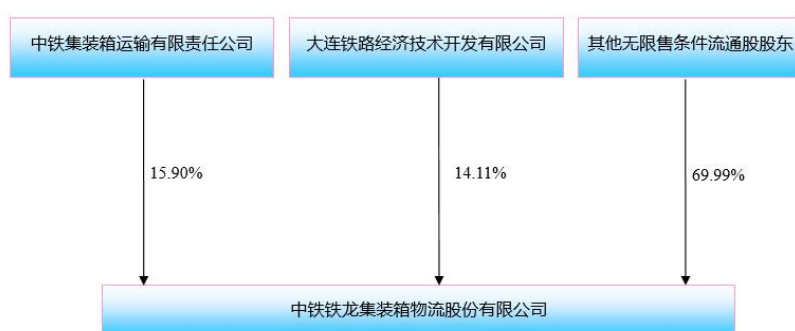 中铁集装箱运输有限责任公司
大连铁路经济技术开发有限公司
其他无限售条件流通股股东
15.90%
14.11%
69.99%
中铁铁龙集装箱物流股份有限公司